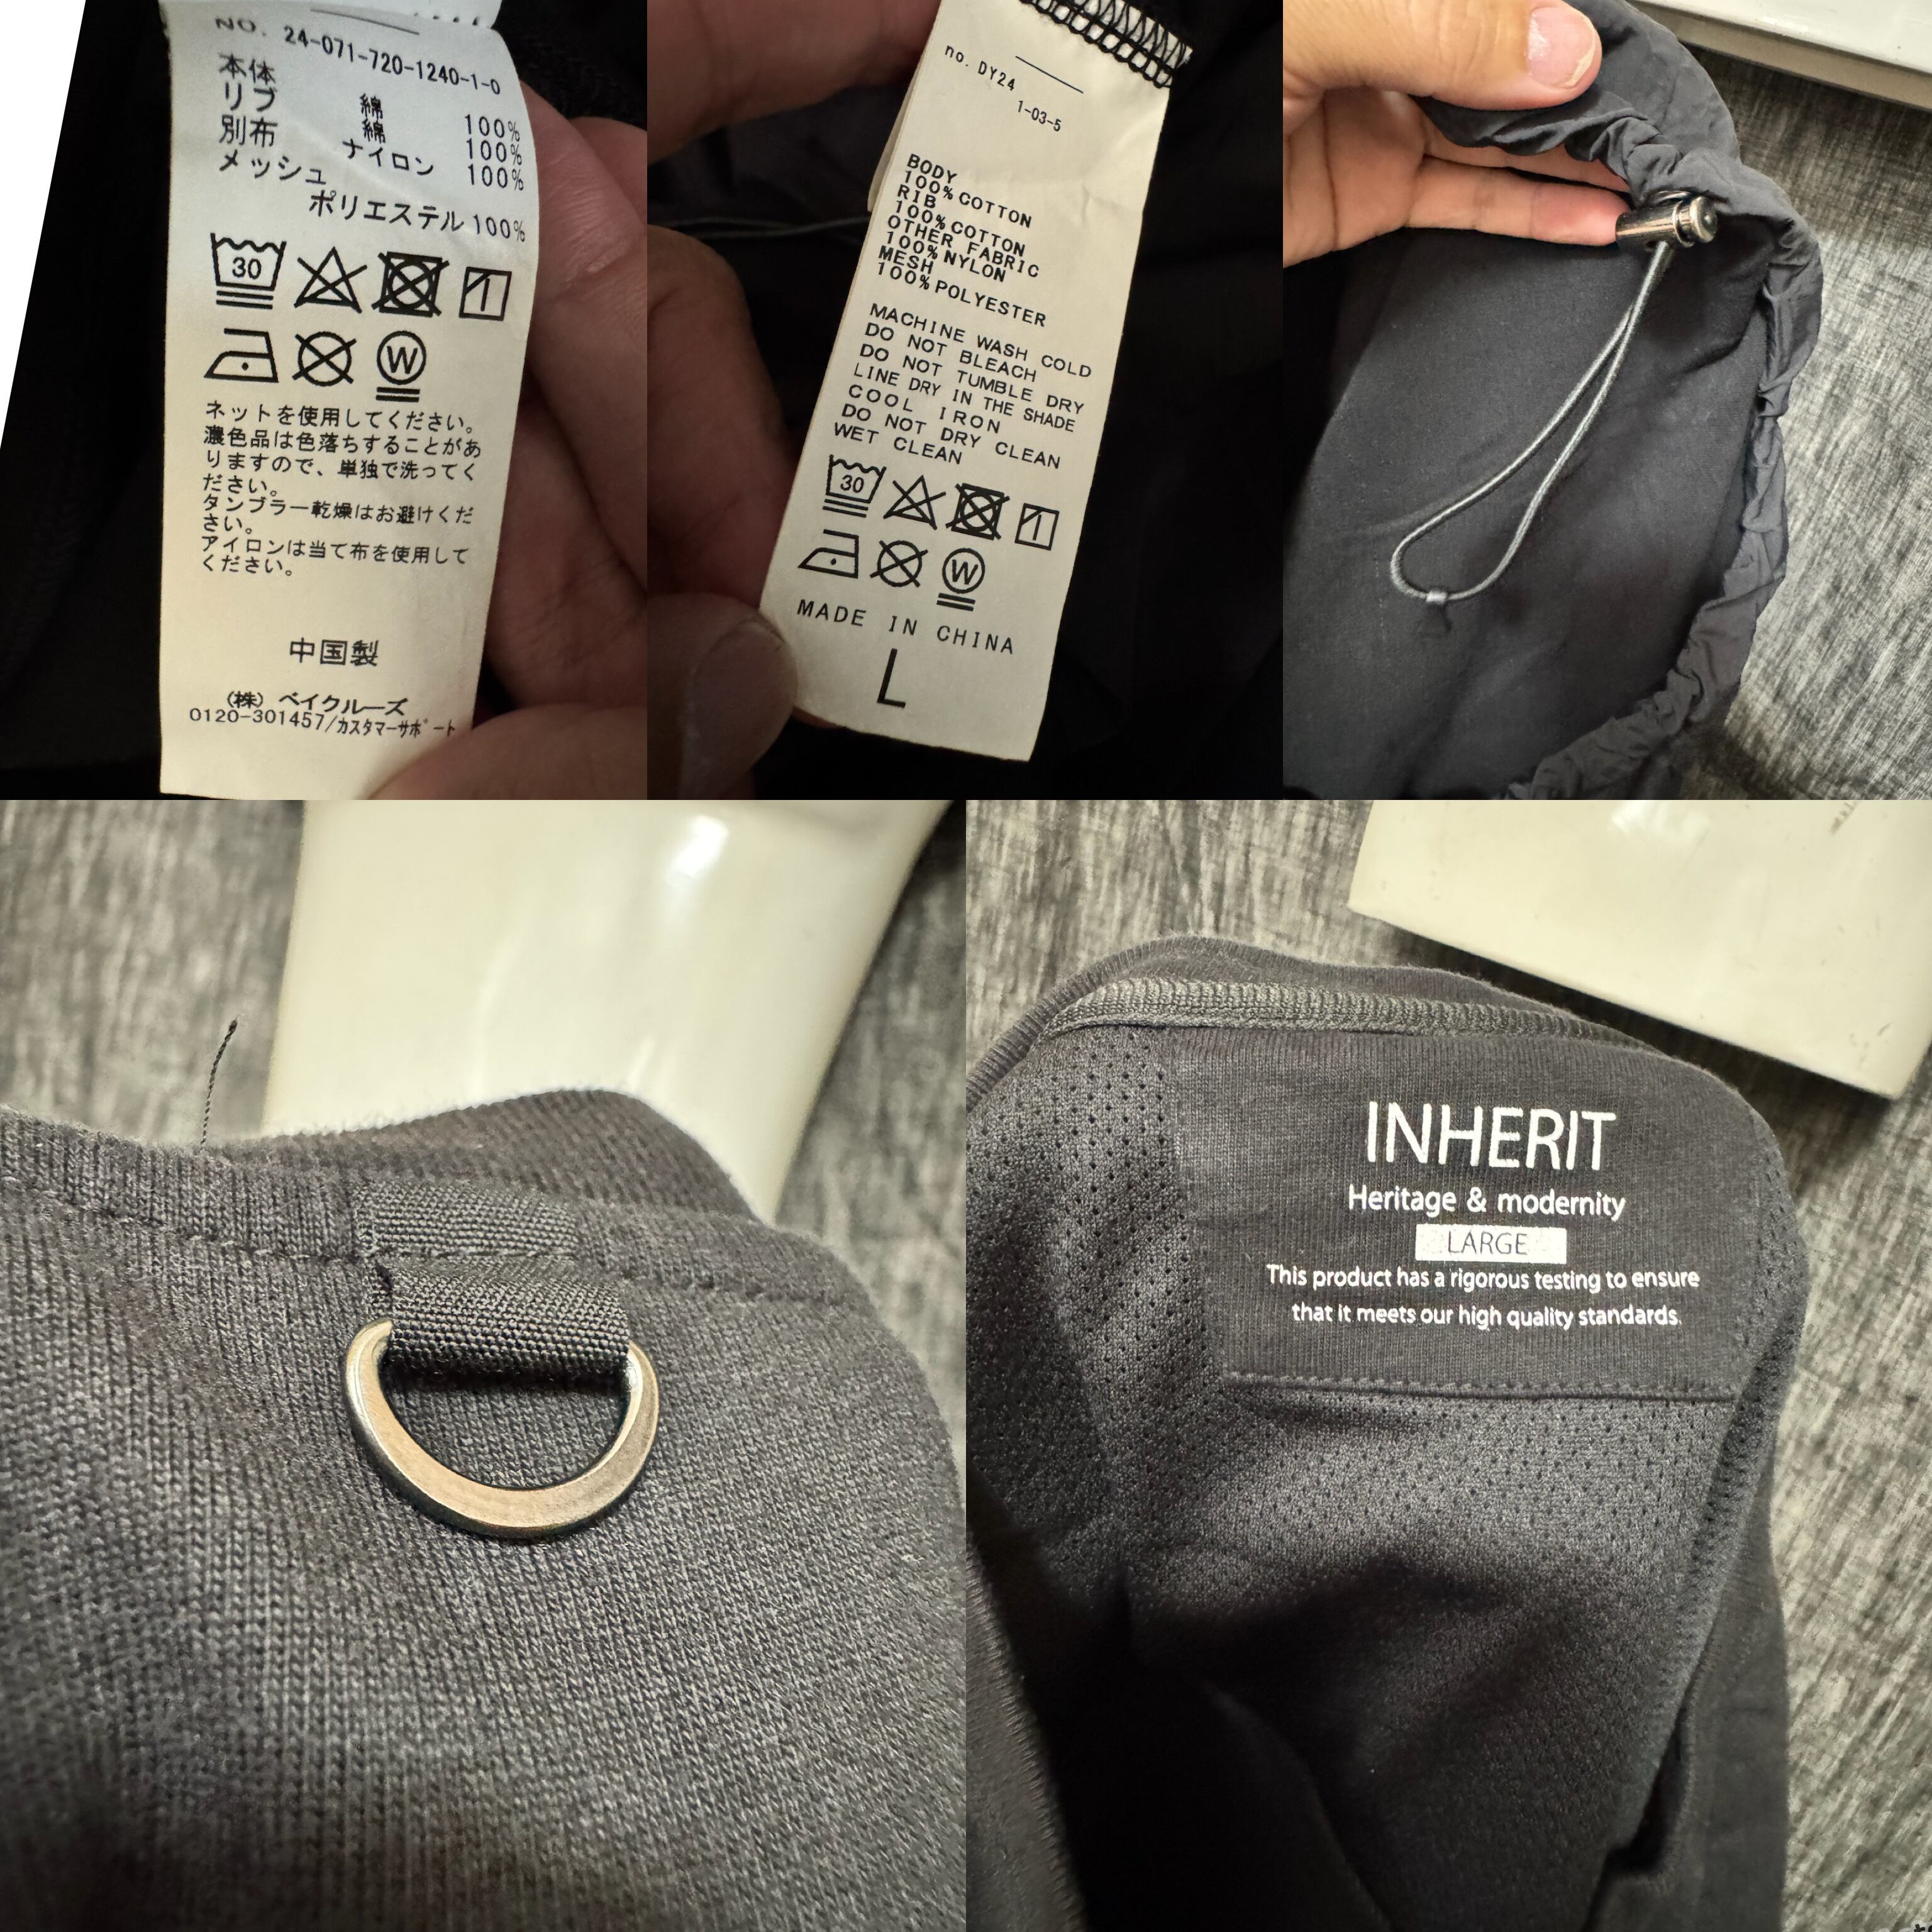 NO. 24-071-720-1240-1-0
本体
綿 100%
リブ
綿 100%
別布
ナイロン 100%
メッシュ
ポリエステル 100%
30
W
ネットを使用してください。
濃色品は色落ちすることがあ
りますので、単独で洗ってく
ださい。
タンブラー乾燥はお避けくだ
さい。
アイロンは当て布を使用して
ください。
中国製
(株) ベイクルーズ
0120-301457/カスタマーサポート
no. DY24
1-03-5
BODY
100% COTTON
RIB
100% COTTON
OTHER FABRIC
100% NYLON
MESH
100% POLYESTER
MACHINE WASH COLD
DO NOT BLEACH
DO NOT TUMBLE DRY
LINE DRY IN THE SHADE
COOL IRON
DO NOT DRY CLEAN
WET CLEAN
30
W
MADE IN CHINA
L
INHERIT
Heritage & modernity
LARGE
This product has a rigorous testing to ensure
that it meets our high quality standards.